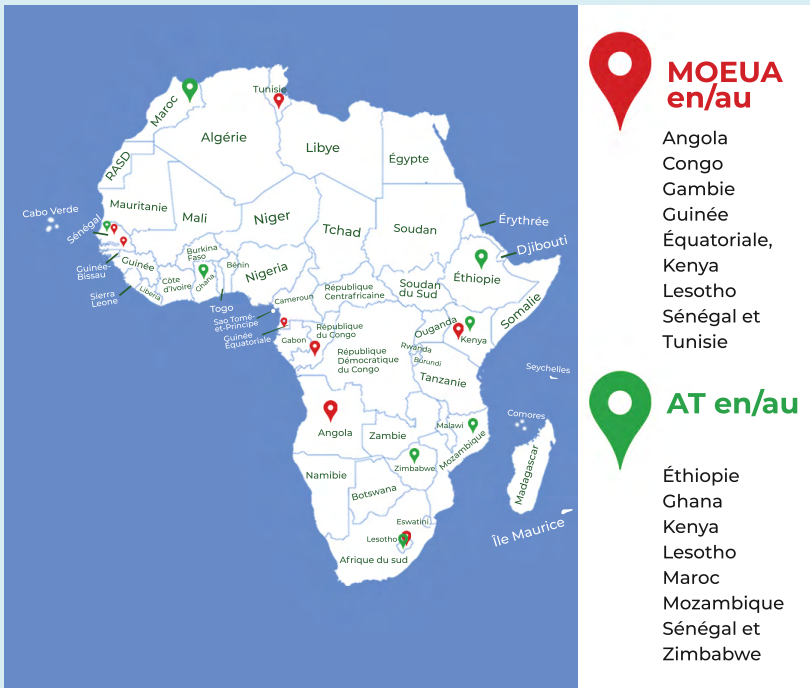 Tunisie
Maroc
Algérie
Libye
Égypte
RASD
Mauritanie
Mali
Niger
Tchad
Soudan
Érythrée
Djibouti
Cabo Verde
Sénégal
Guinée-
Bissau
Guinée
Sierra
Leone
Liberia
Côte
d'Ivoire
Burkina
Faso
Ghana
Togo
Bénin
Nigeria
Cameroun
République
Centrafricaine
Soudan
du Sud
Éthiopie
Somalie
Sao Tomé-
et-Principe
Guinée
Équatoriale
Gabon
République
du Congo
République
Démocratique
du Congo
Ouganda
Kenya
Rwanda
Burundi
Tanzanie
Seychelles
Comores
Angola
Zambie
Malawi
Mozambique
Zimbabwe
Madagascar
Namibie
Botswana
Île Maurice
Eswatini
Lesotho
Afrique du sud
MOEUA
en/au
Angola
Congo
Gambie
Guinée
Équatoriale,
Kenya
Lesotho
Sénégal et
Tunisie
AT en/au
Éthiopie
Ghana
Kenya
Lesotho
Maroc
Mozambique
Sénégal et
Zimbabwe